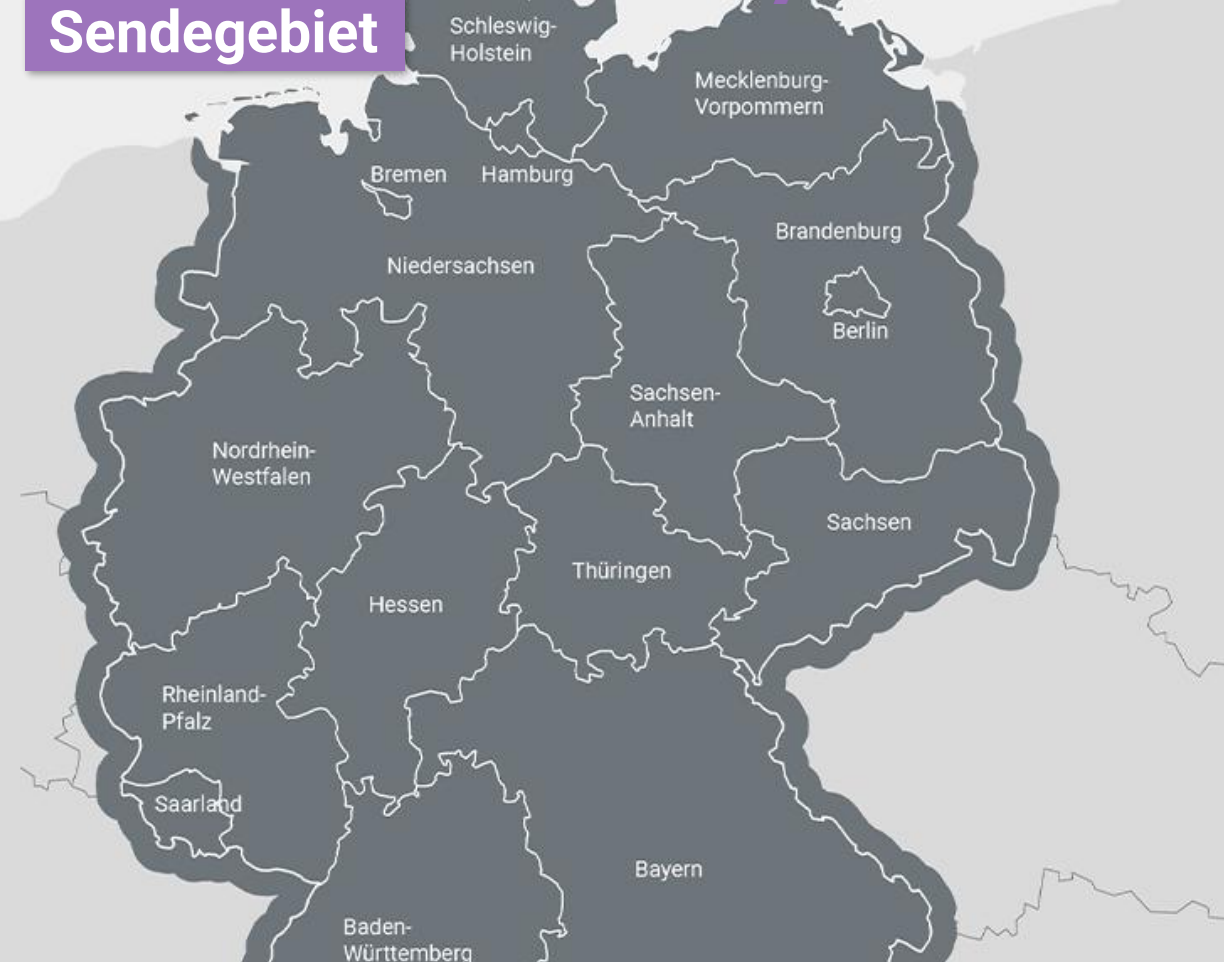 Sendegebiet
Schleswig-
Holstein
Mecklenburg-
Vorpommern
Bremen
Hamburg
Brandenburg
Niedersachsen
Berlin
Sachsen-
Anhalt
Nordrhein-
Westfalen
Sachsen
Thüringen
Hessen
Rheinland-
Pfalz
Saarland
Bayern
Baden-
Württemberg